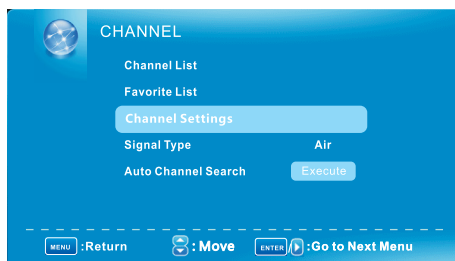 CHANNEL
Channel List
Favorite List
Channel Settings
Signal Type Air
Auto Channel Search Execute
MENU :Return : Move ENTER / :Go to Next Menu